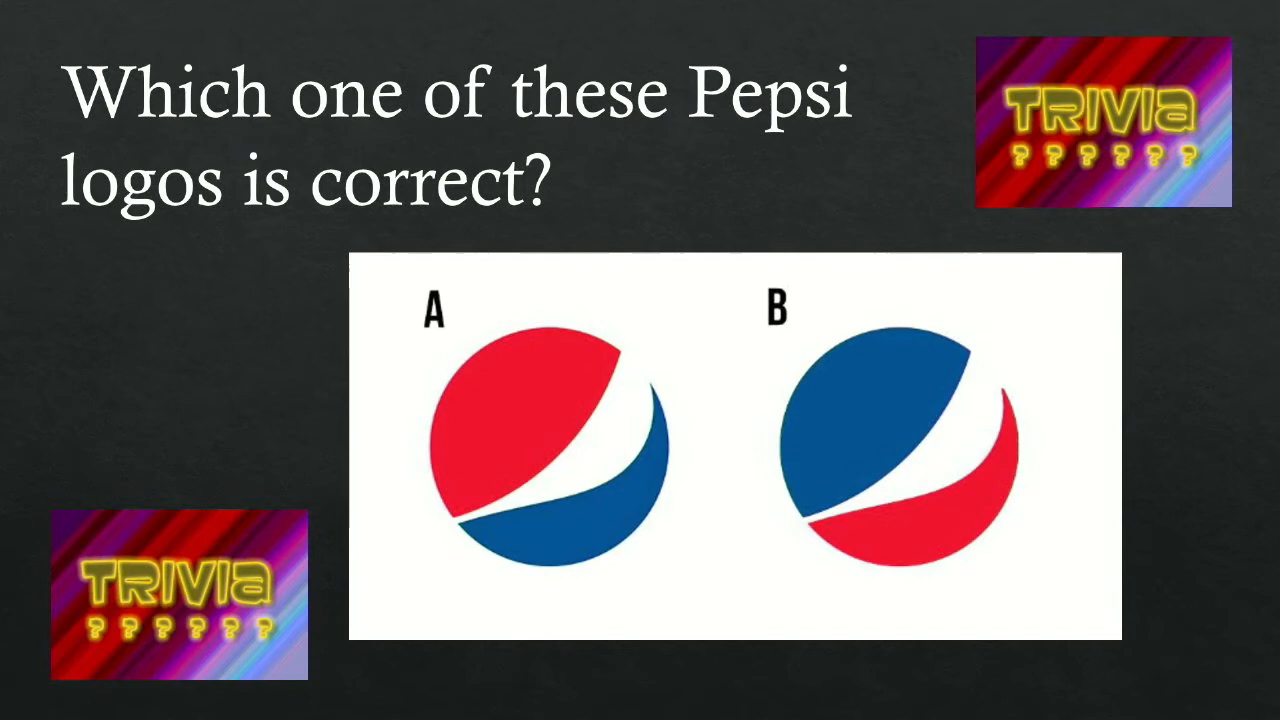 Which one of these Pepsi
logos is correct?
TRIVIA
? ? ? ? ? ?
A
B
TRIVIA
? ? ? ? ? ?